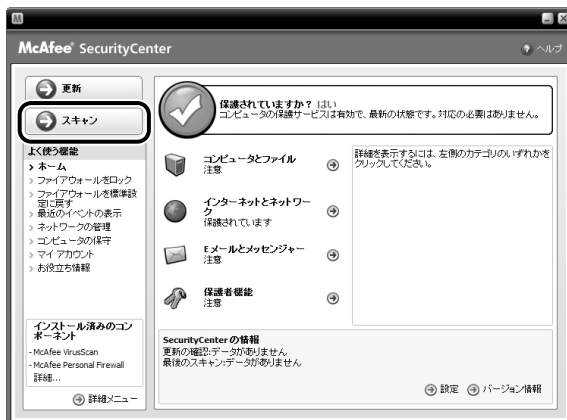 McAfee® SecurityCenter
ヘルプ
更新
スキャン
よく使う機能
> ホーム
> ファイアウォールをロック
> ファイアウォールを標準設
定に戻す
> 最近のイベントの表示
> ネットワークの管理
> コンピュータの保守
> マイ アカウント
> お役立ち情報
インストール済みのコン
ポーネント
- McAfee VirusScan
- McAfee Personal Firewall
詳細...
詳細メニュー
保護されていますか？ はい
コンピュータの保護サービスは有効で、最新の状態です。対応の必要はありません。
コンピュータとファイル
注意
インターネットとネットワー
ク
保護されています
E メールとメッセンジャー
注意
保護者機能
注意
詳細を表示するには、左側のカテゴリのいずれかを
クリックしてください。
SecurityCenter の情報
更新の確認:データがありません
最後のスキャン:データがありません
設定
バージョン情報